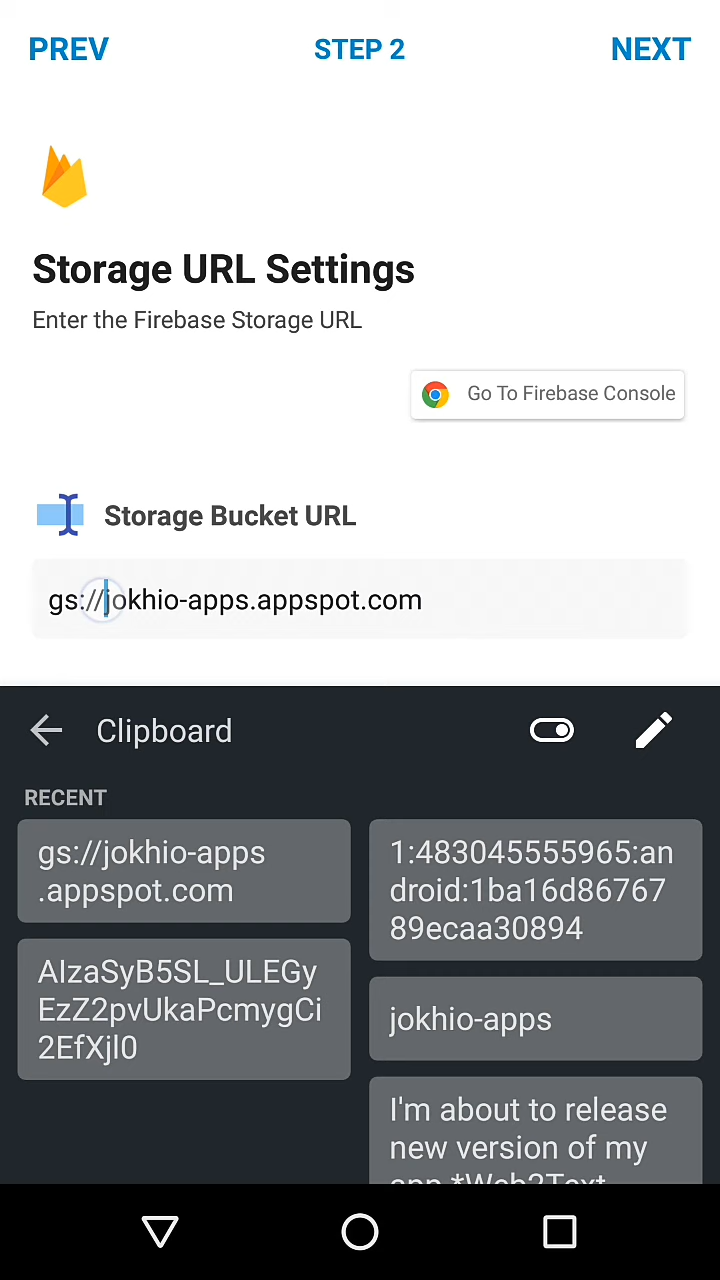 PREV STEP 2 NEXT
Storage URL Settings
Enter the Firebase Storage URL
Go To Firebase Console
Storage Bucket URL
gs://jokhio-apps.appspot.com
Clipboard
RECENT
gs://jokhio-apps
.appspot.com
AIzaSyB5SL_ULEGy
EzZ2pvUkaPcmygCi
2EfXjl0
1:483045555965:an
droid:1ba16d86767
89ecaa30894
jokhio-apps
I'm about to release
new version of my
app *Web2Text